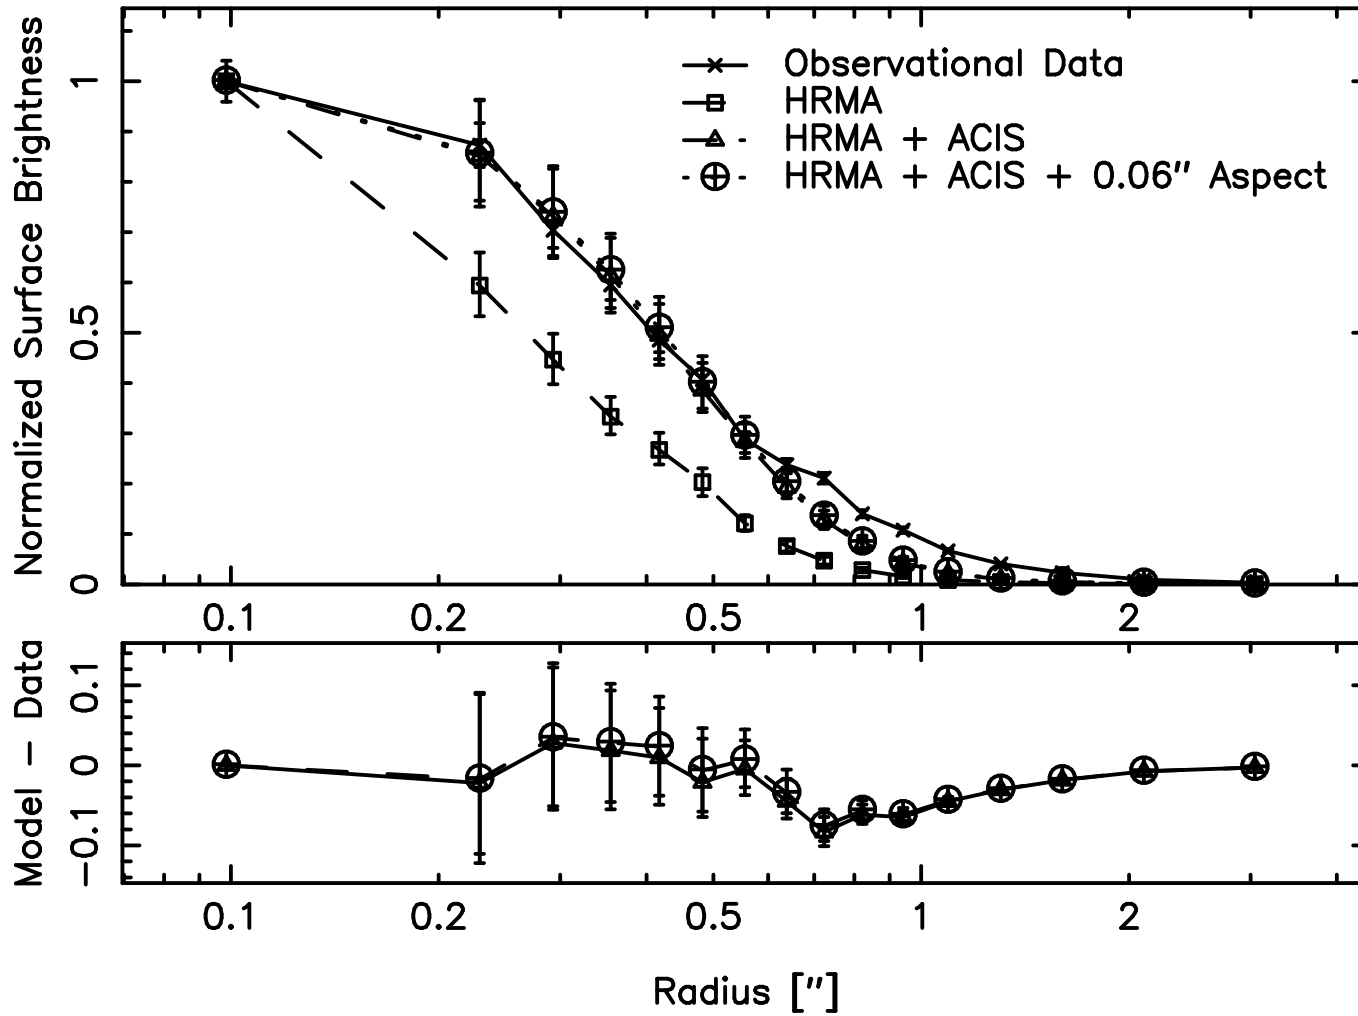 Normalized Surface Brightness
1
0.5
0
Observational Data
HRMA
HRMA + ACIS
HRMA + ACIS + 0.06″ Aspect
0.1 0.2 0.5 1 2
Model − Data
0.1
0
−0.1
0.1 0.2 0.5 1 2
Radius [″]